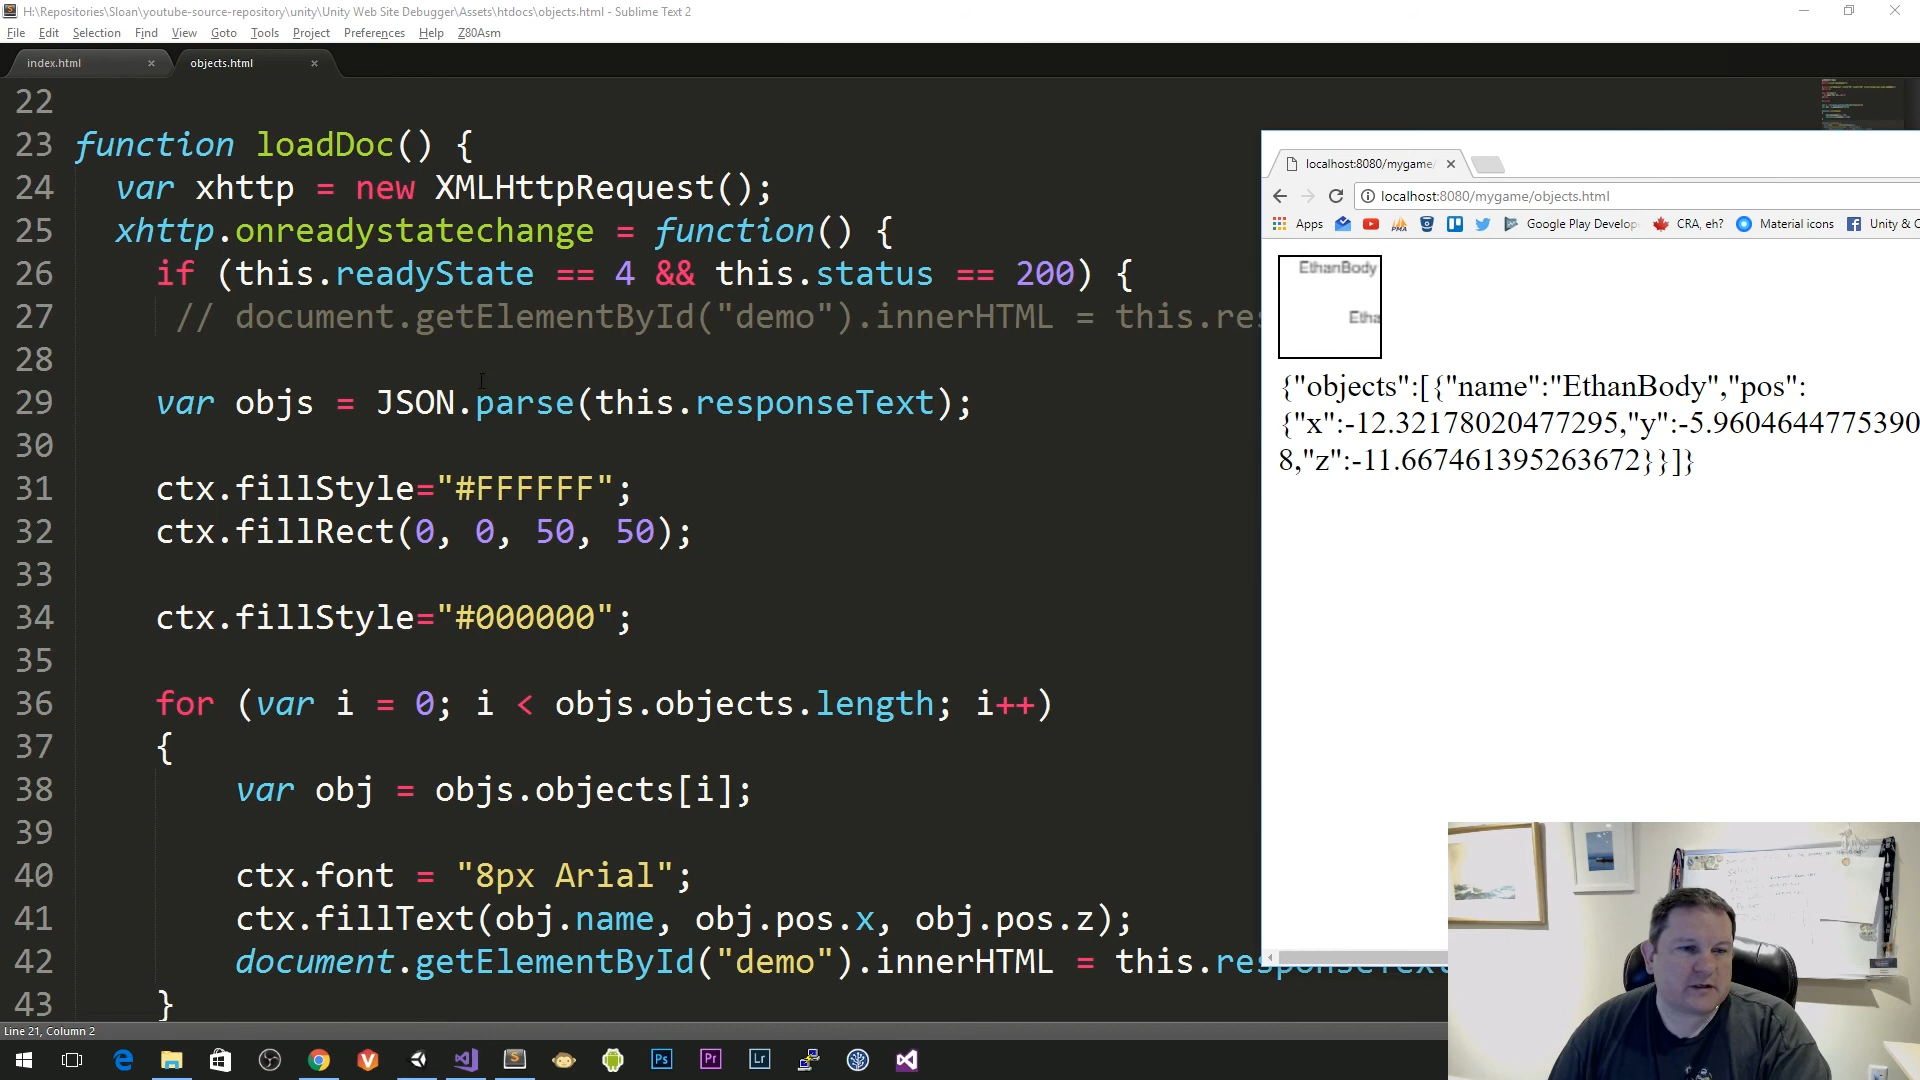 H:\Repositories\Sloan\youtube-source-repository\unity\Unity Web Site Debugger\Assets\htdocs\objects.html - Sublime Text 2
File Edit Selection Find View Goto Tools Project Preferences Help Z80Asm
index.html × objects.html ×
22
23 function loadDoc() {
24 var xhttp = new XMLHttpRequest();
25 xhttp.onreadystatechange = function() {
26 if (this.readyState == 4 && this.status == 200) {
27 // document.getElementById("demo").innerHTML = this.res
28
29 var objs = JSON.parse(this.responseText);
30
31 ctx.fillStyle="#FFFFFF";
32 ctx.fillRect(0, 0, 50, 50);
33
34 ctx.fillStyle="#000000";
35
36 for (var i = 0; i < objs.objects.length; i++)
37 {
38 var obj = objs.objects[i];
39
40 ctx.font = "8px Arial";
41 ctx.fillText(obj.name, obj.pos.x, obj.pos.z);
42 document.getElementById("demo").innerHTML = this.responseText
43 }
Line 21, Column 2
localhost:8080/mygame/ ×
localhost:8080/mygame/objects.html
Apps PMA Google Play Develop CRA, eh? Material icons Unity & C
EthanBody
Etha
{"objects":[{"name":"EthanBody","pos":
{"x":-12.32178020477295,"y":-5.9604644775390
8,"z":-11.667461395263672}}]}
Ps Pr Lr